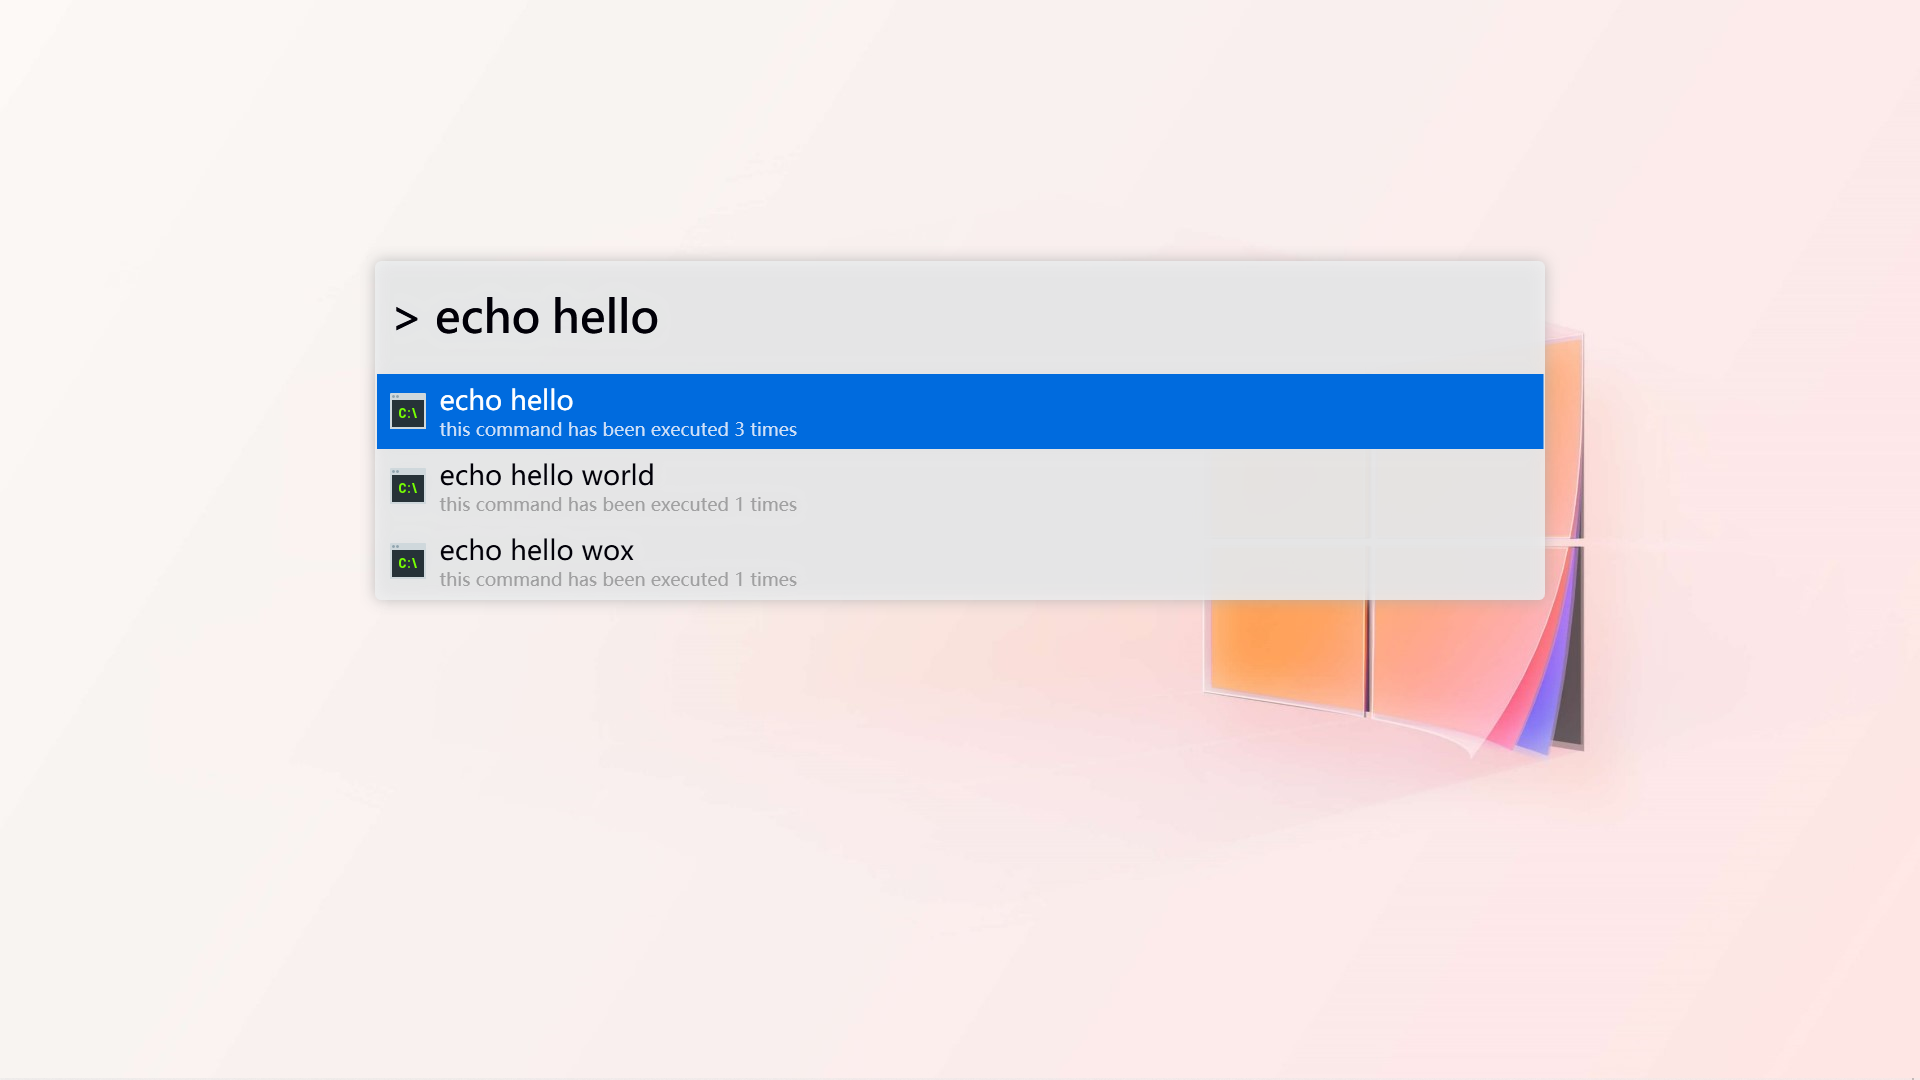 > echo hello
C:\
echo hello
this command has been executed 3 times
C:\
echo hello world
this command has been executed 1 times
C:\
echo hello wox
this command has been executed 1 times